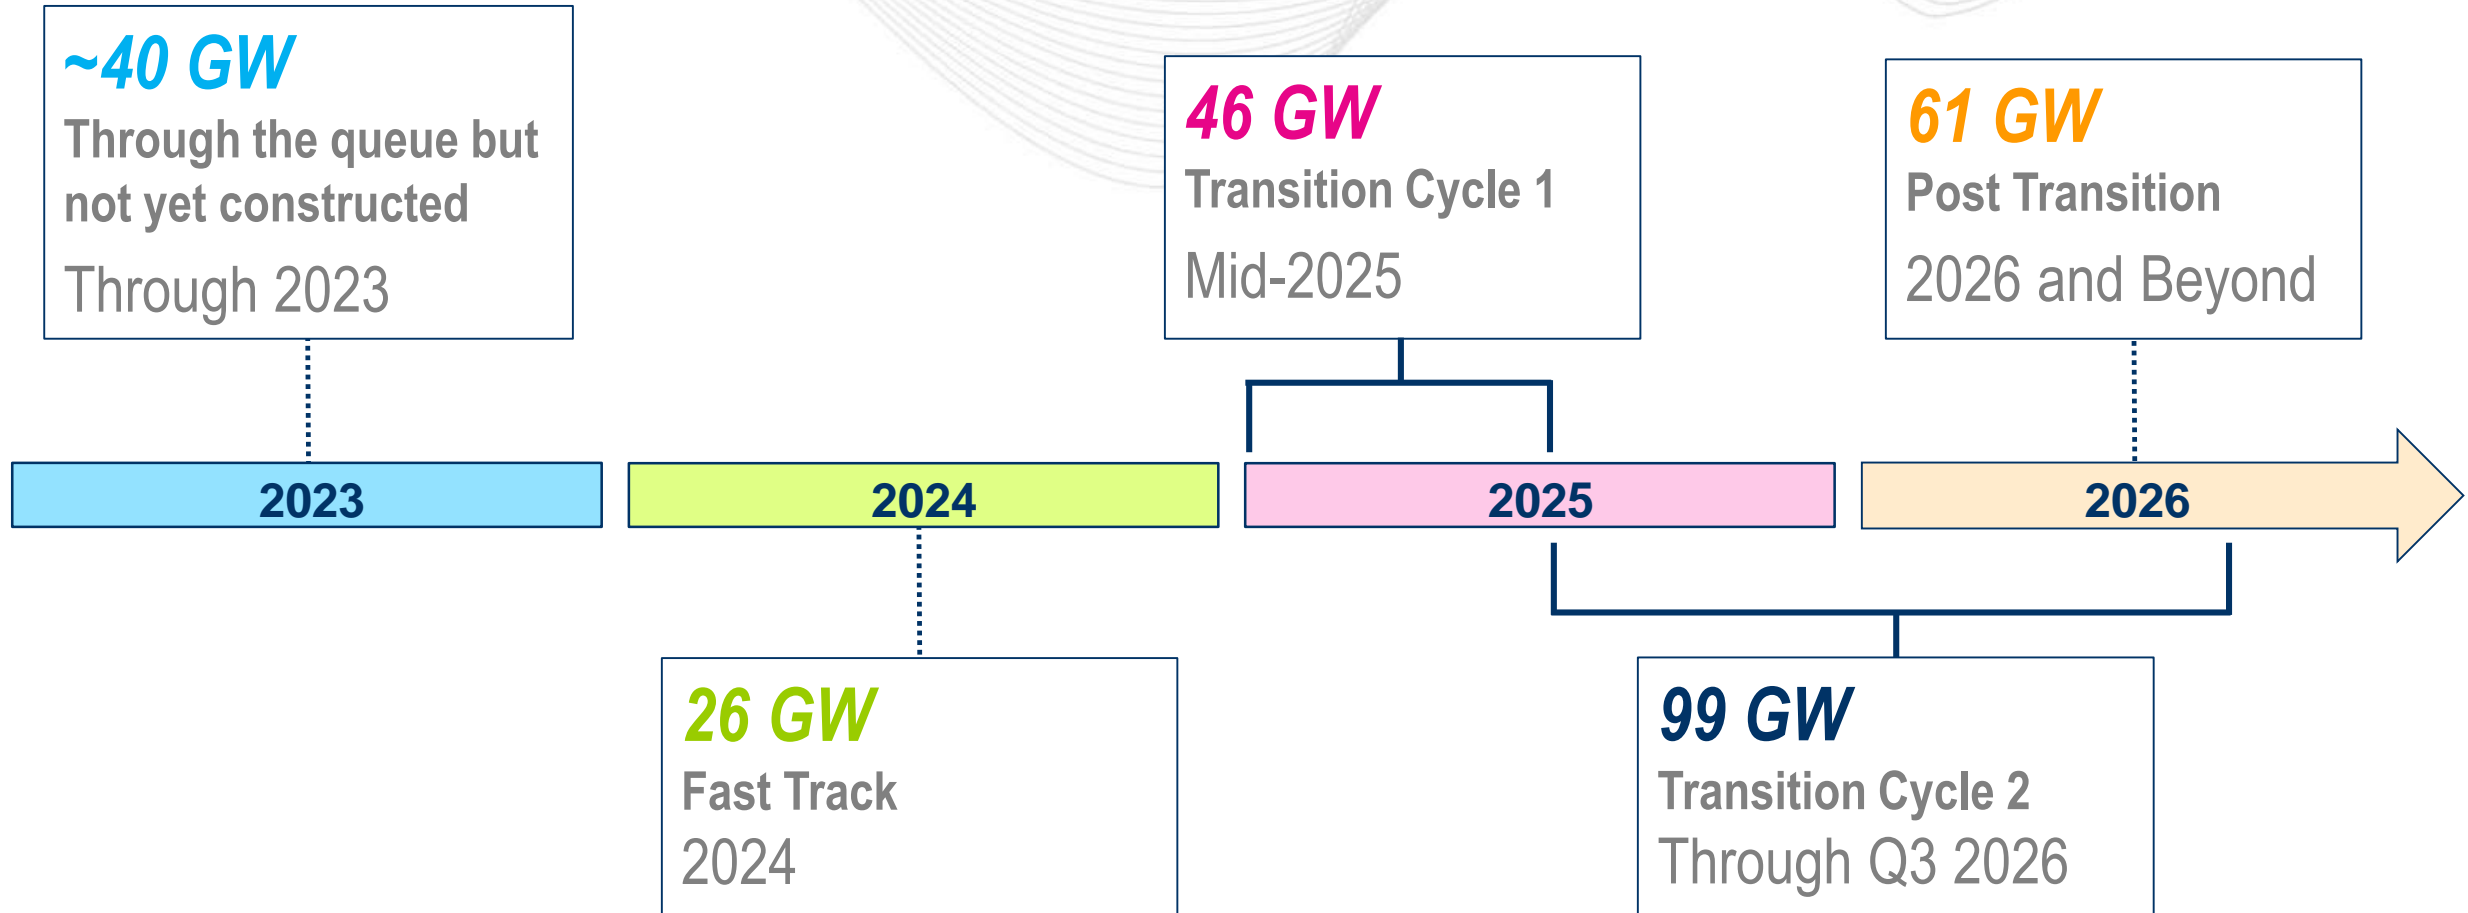 ~40 GW
Through the queue but
not yet constructed
Through 2023
46 GW
Transition Cycle 1
Mid-2025
61 GW
Post Transition
2026 and Beyond
2023
2024
2025
2026
26 GW
Fast Track
2024
99 GW
Transition Cycle 2
Through Q3 2026